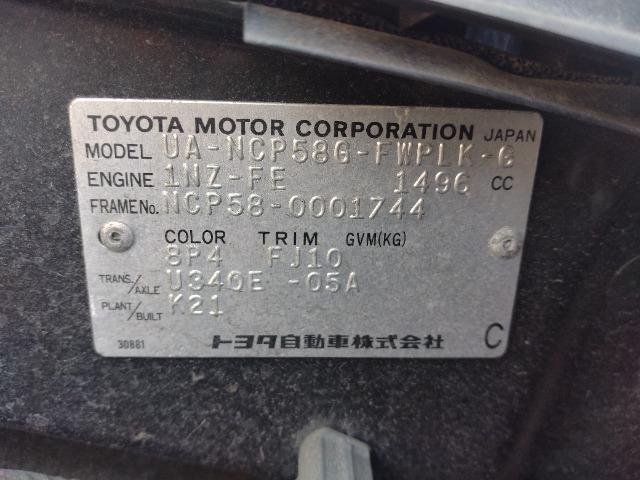 TOYOTA MOTOR CORPORATION JAPAN
MODEL UA-NCP58G-FWPLK-G
ENGINE 1NZ-FE 1496 CC
FRAME No. NCP58-0001744
COLOR TRIM GVM(KG)
8P4 FJ10
TRANS./AXLE U340E -05A
PLANT/BUILT K21
30881 トヨタ自動車株式会社 C